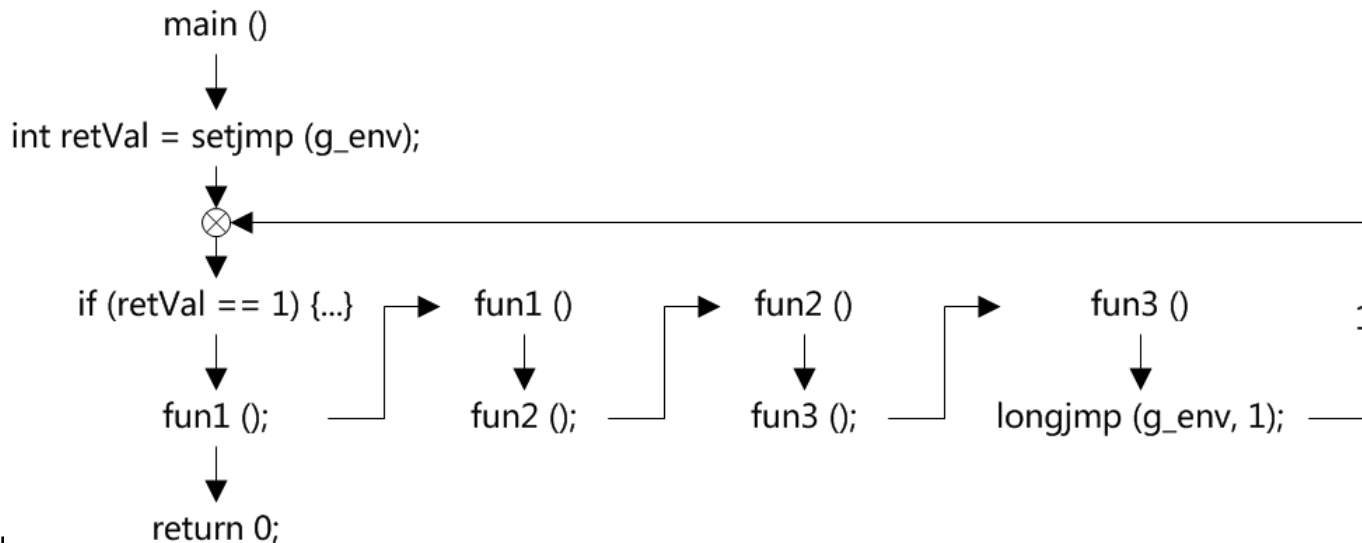 main ()
int retVal = setjmp (g_env);
if (retVal == 1) {...}
fun1 ()
fun2 ()
fun3 ()
fun1 ();
fun2 ();
fun3 ();
longjmp (g_env, 1);
return 0;